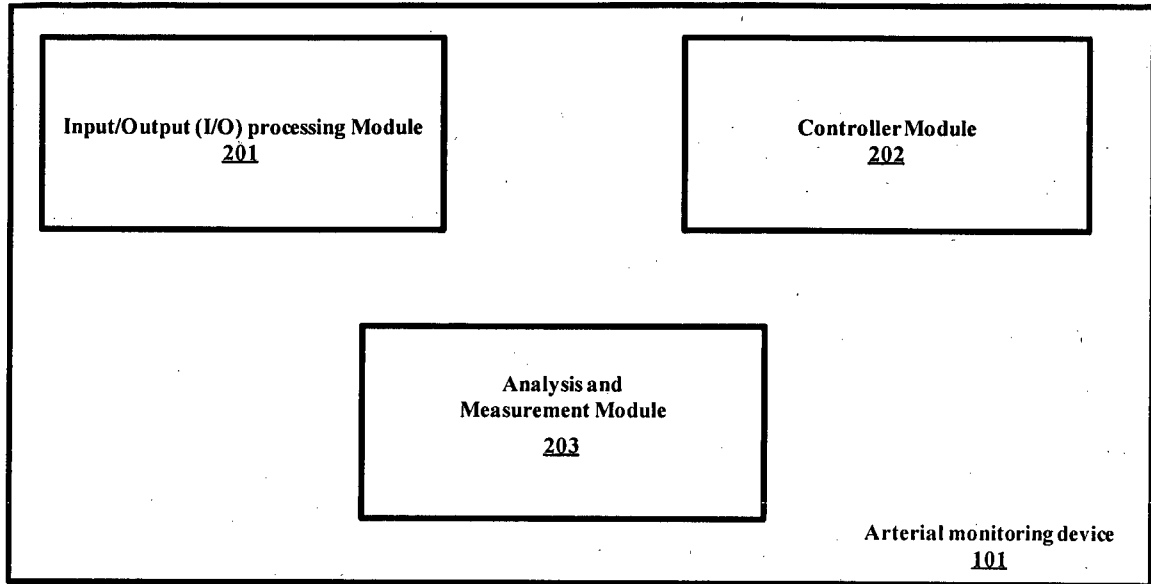 Input/Output (I/O) processing Module
201
Controller Module
202
Analysis and
Measurement Module
203
Arterial monitoring device
101